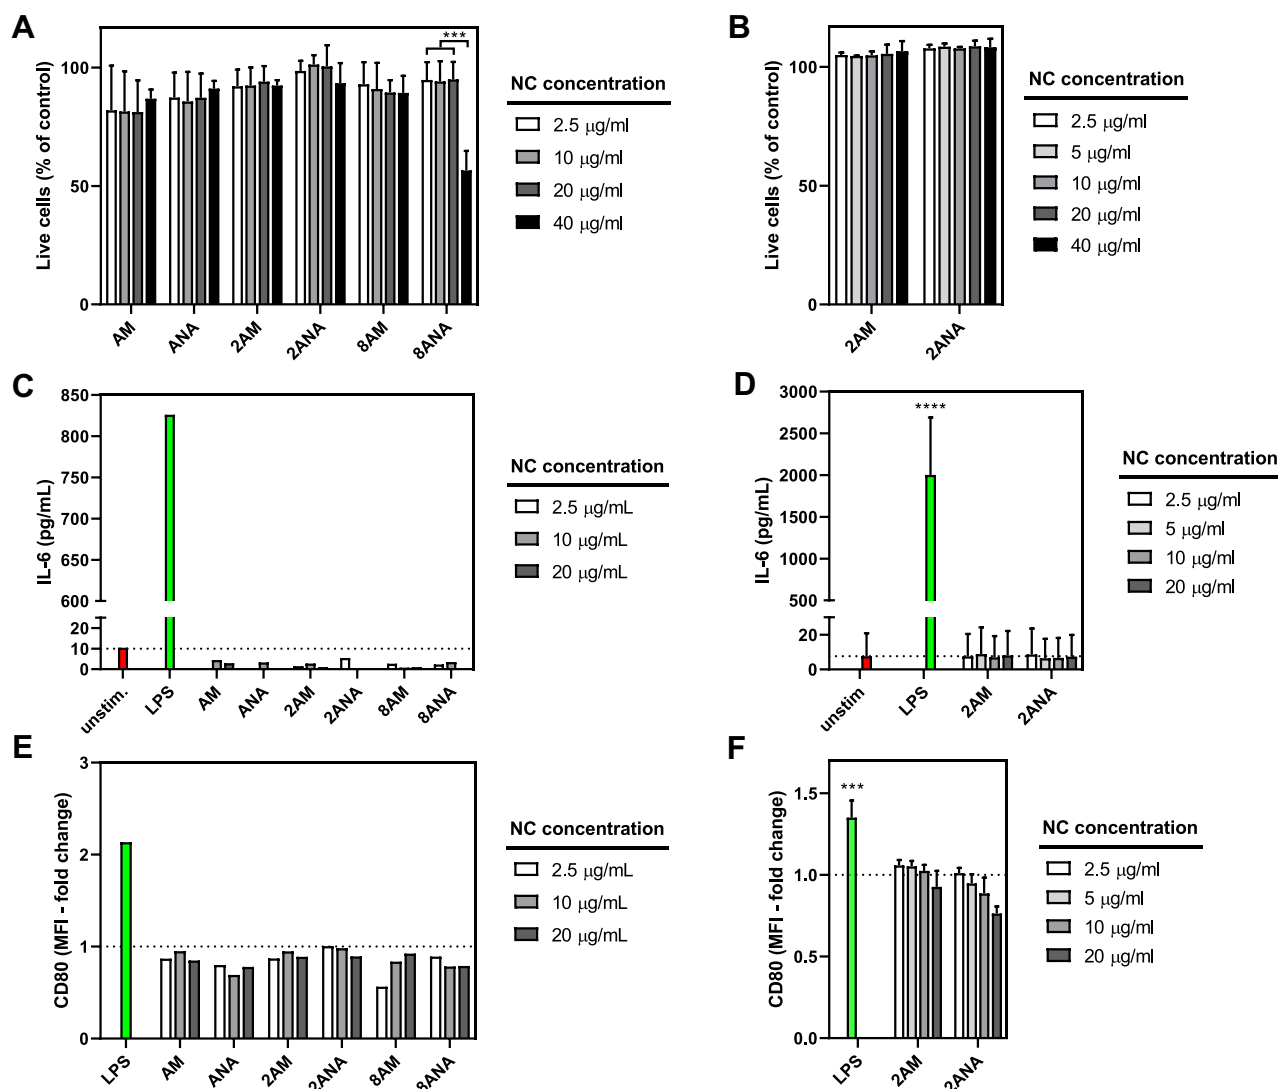 A
Live cells (% of control)
100
50
0
***
AM
ANA
2AM
2ANA
8AM
8ANA
NC concentration
2.5 μg/ml
10 μg/ml
20 μg/ml
40 μg/ml
B
Live cells (% of control)
100
50
0
2AM
2ANA
NC concentration
2.5 μg/ml
5 μg/ml
10 μg/ml
20 μg/ml
40 μg/ml
C
IL-6 (pg/mL)
850
800
750
700
650
600
20
10
0
unstim.
LPS
AM
ANA
2AM
2ANA
8AM
8ANA
NC concentration
2.5 μg/mL
10 μg/mL
20 μg/mL
D
IL-6 (pg/mL)
3000
2500
2000
1500
1000
500
20
0
****
unstim
LPS
2AM
2ANA
NC concentration
2.5 μg/ml
5 μg/ml
10 μg/ml
20 μg/ml
E
CD80 (MFI - fold change)
3
2
1
0
LPS
AM
ANA
2AM
2ANA
8AM
8ANA
NC concentration
2.5 μg/mL
10 μg/mL
20 μg/mL
F
CD80 (MFI - fold change)
1.5
1.0
0.5
0.0
***
LPS
2AM
2ANA
NC concentration
2.5 μg/ml
5 μg/ml
10 μg/ml
20 μg/ml